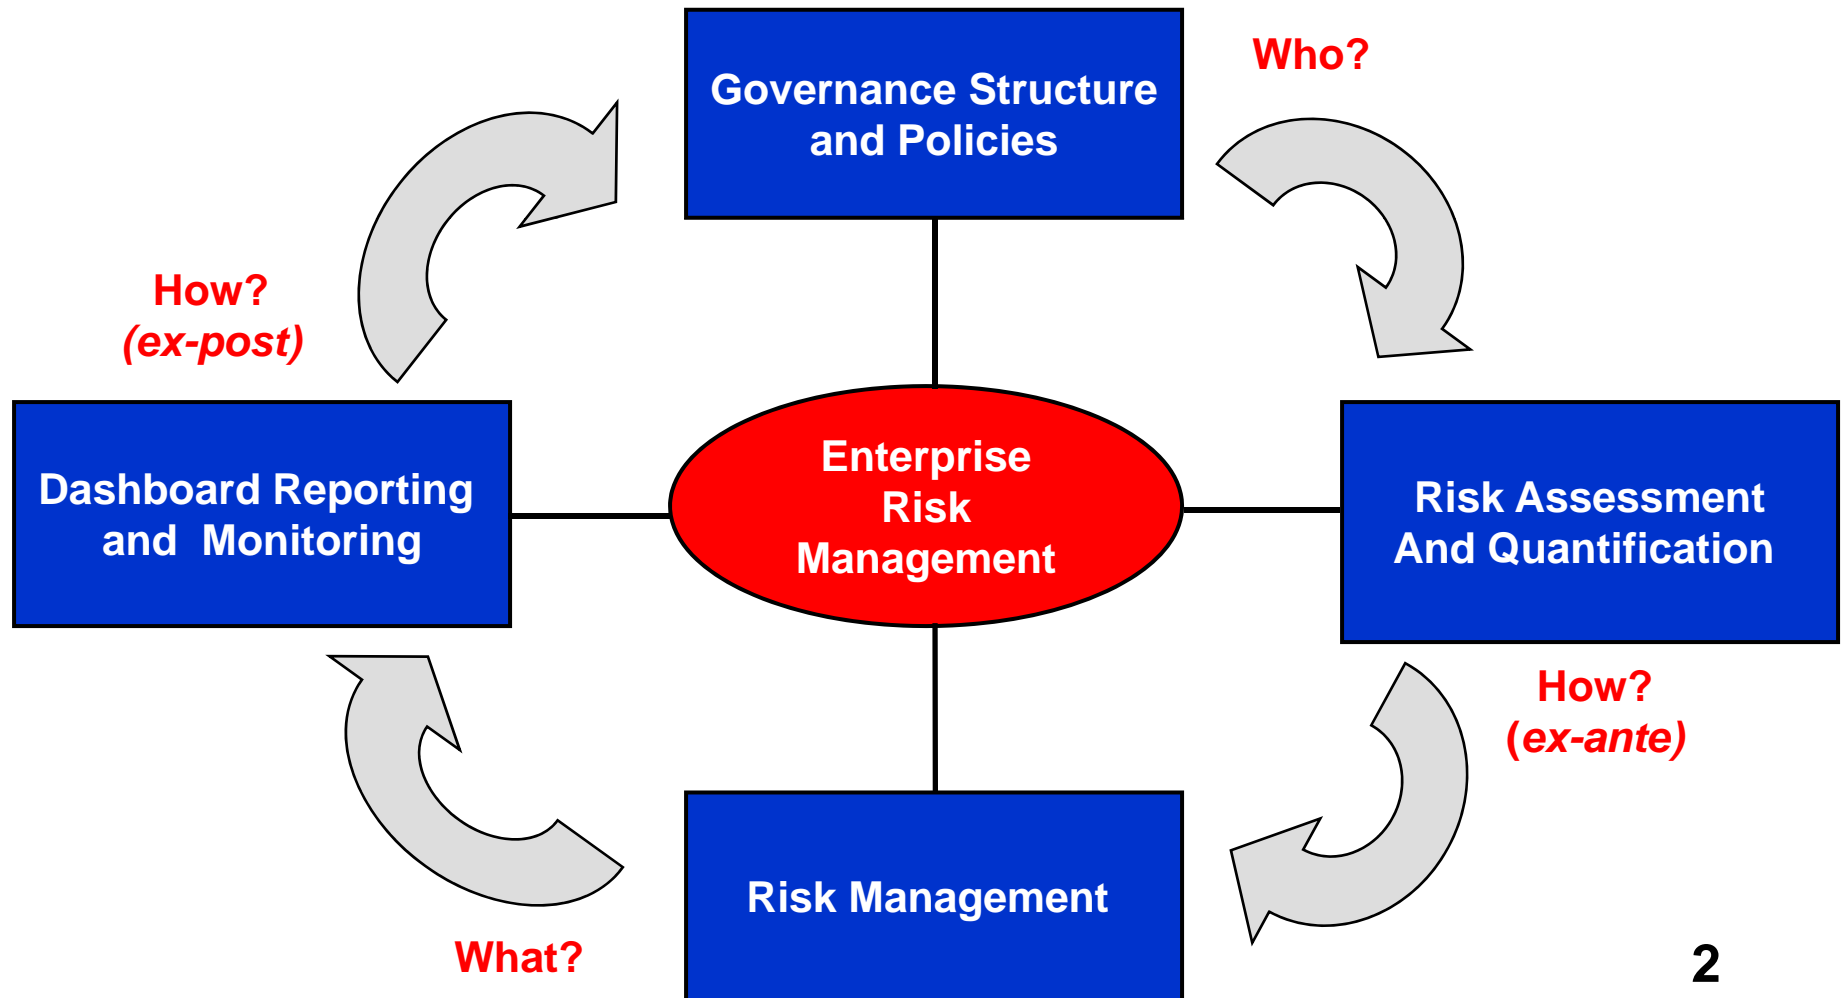 Governance Structure
and Policies
Who?
How?
(ex-post)
Dashboard Reporting
and  Monitoring
Enterprise
Risk
Management
Risk Assessment
And Quantification
How?
(ex-ante)
Risk Management
What?
2